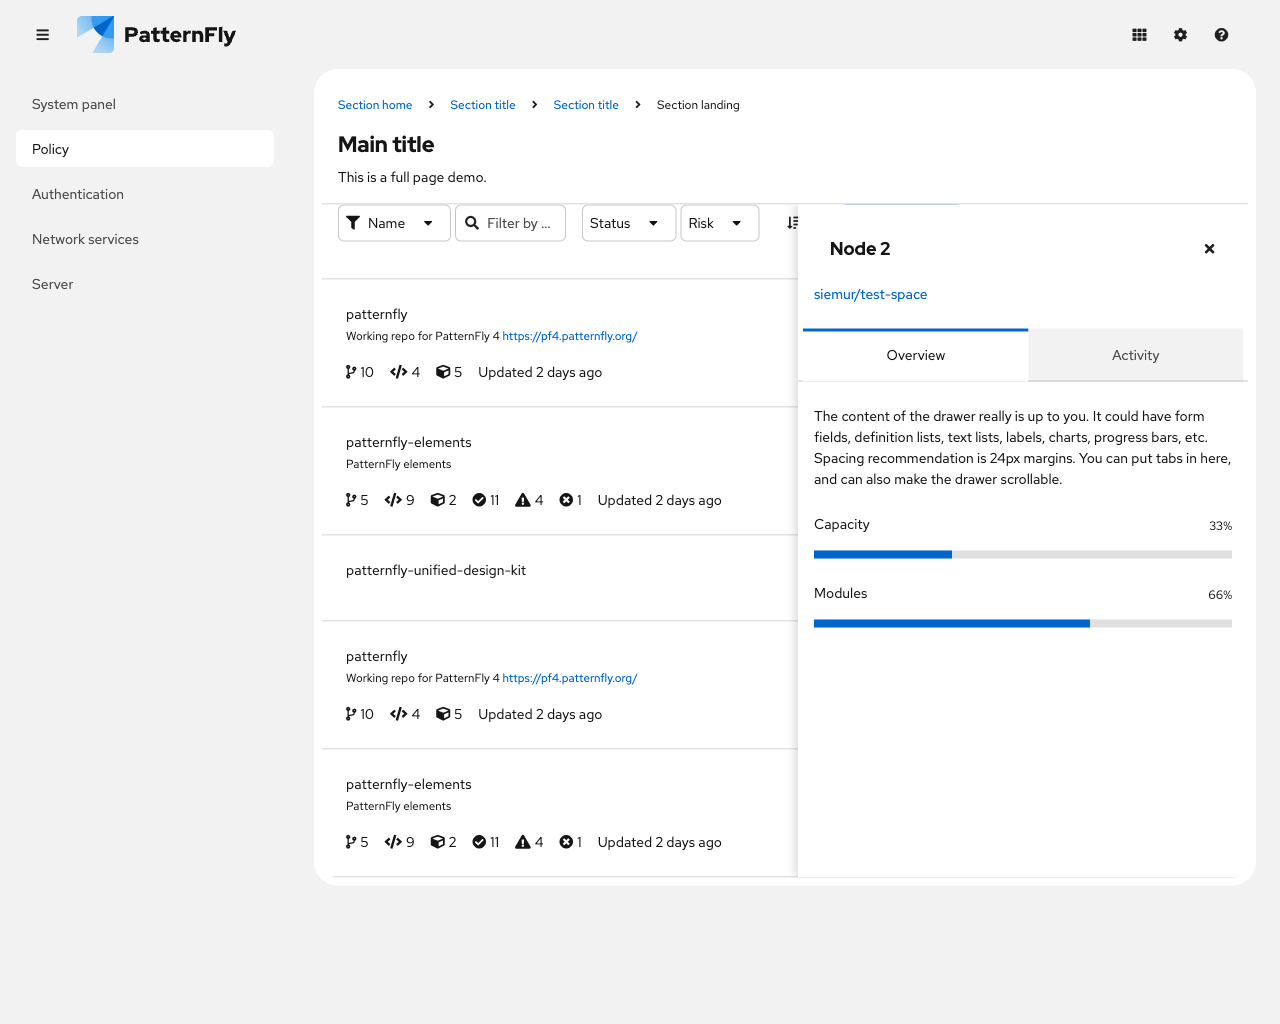 PatternFly
System panel
Policy
Authentication
Network services
Server
Section home
Section title
Section title
Section landing
Main title
This is a full page demo.
Name
Filter by ...
Status
Risk
patternfly
Working repo for PatternFly 4 https://pf4.patternfly.org/
10 4 5 Updated 2 days ago
patternfly-elements
PatternFly elements
5 9 2 11 4 1 Updated 2 days ago
patternfly-unified-design-kit
patternfly
Working repo for PatternFly 4 https://pf4.patternfly.org/
10 4 5 Updated 2 days ago
patternfly-elements
PatternFly elements
5 9 2 11 4 1 Updated 2 days ago
Node 2
siemur/test-space
Overview
Activity
The content of the drawer really is up to you. It could have form
fields, definition lists, text lists, labels, charts, progress bars, etc.
Spacing recommendation is 24px margins. You can put tabs in here,
and can also make the drawer scrollable.
Capacity 33%
Modules 66%